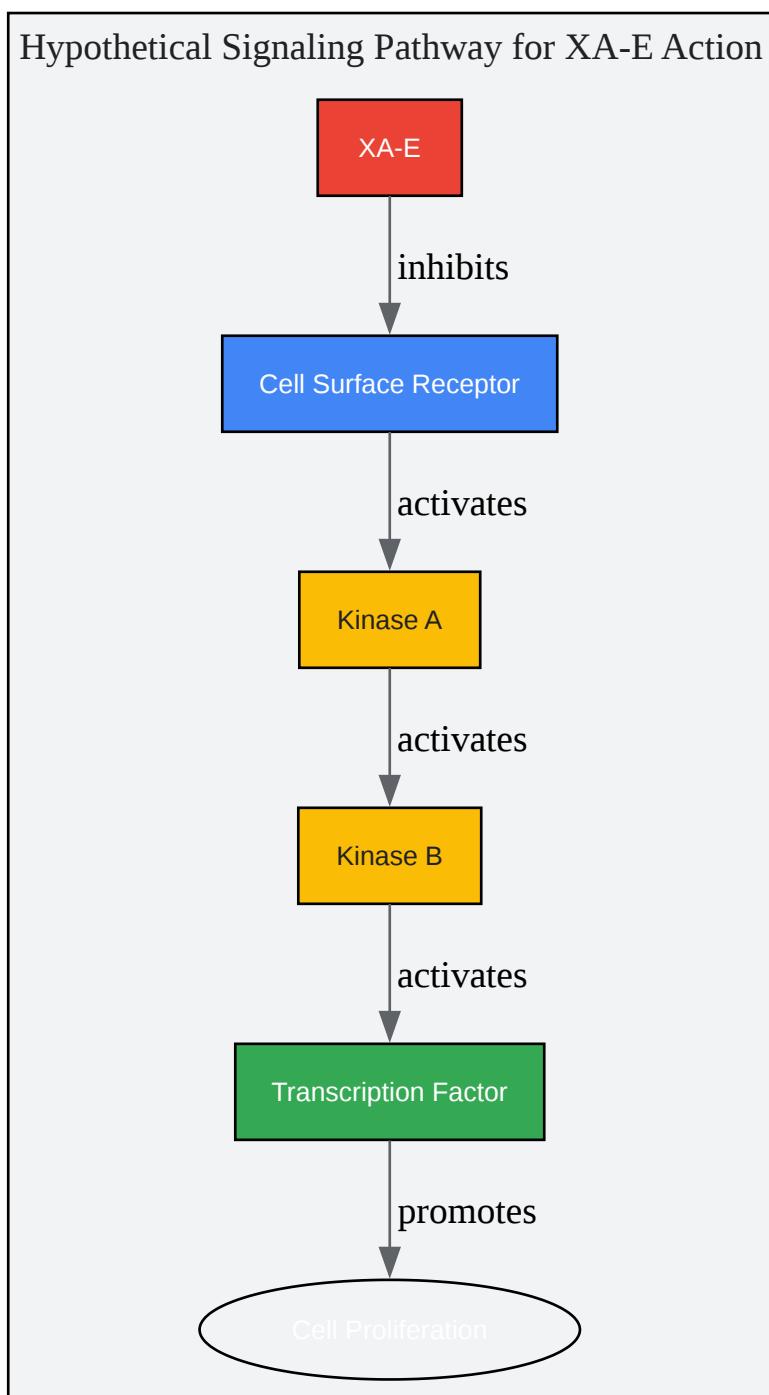 Hypothetical Signaling Pathway for XA-E Action
XA-E
inhibits
Cell Surface Receptor
activates
Kinase A
activates
Kinase B
activates
Transcription Factor
promotes
Cell Proliferation